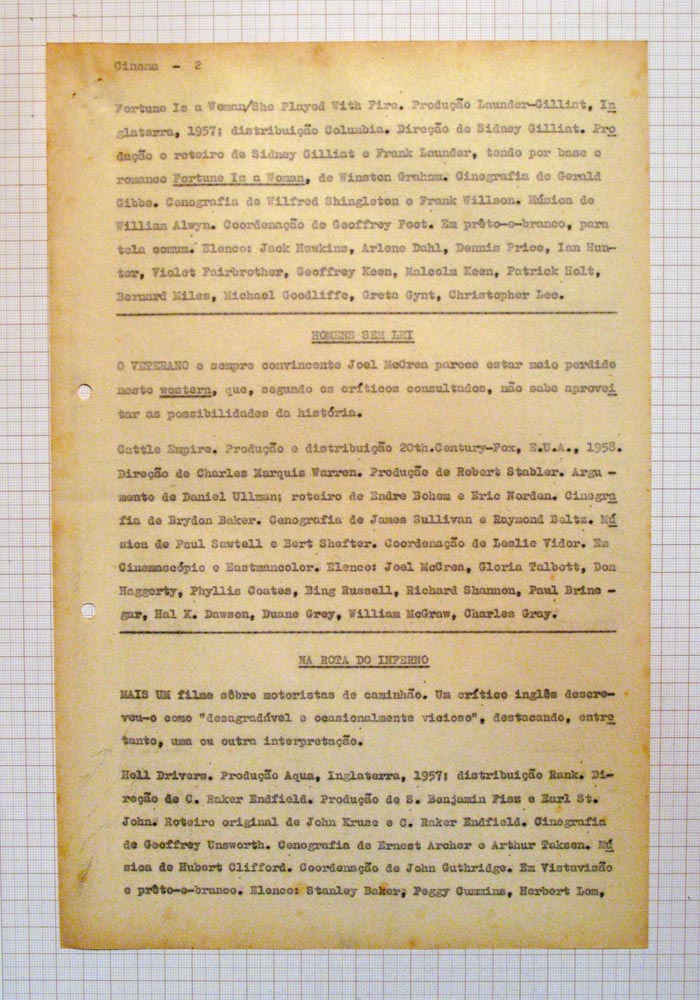 Cinema - 2
Fortune Is a Woman/She Played With Fire. Produção Launder-Gilliat, In
glaterra, 1957; distribuição Columbia. Direção de Sidney Gilliat. Pro
dução e roteiro de Sidney Gilliat e Frank Launder, tendo por base o
romance Fortune Is a Woman, de Winston Graham. Cinegrafia de Gerald
Gibbs. Cenografia de Wilfred Shingleton e Frank Willson. Música de
William Alwyn. Coordenação de Geoffrey Foot. Em prêto-e-branco, para
tela comum. Elenco: Jack Hawkins, Arlene Dahl, Dennis Price, Ian Hun-
ter, Violet Fairbrother, Geoffrey Keen, Malcolm Keen, Patrick Holt,
Bernard Miles, Michael Goodliffe, Greta Gynt, Christopher Lee.
HOMENS SEM LEI
O VETERANO e sempre convincente Joel McCrea parece estar meio perdido
neste western, que, segundo os críticos consultados, não sabe aprovei
tar as possibilidades da história.
Cattle Empire. Produção e distribuição 20th.Century-Fox, E.U.A., 1958.
Direção de Charles Marquis Warren. Produção de Robert Stabler. Argu -
mento de Daniel Ullman; roteiro de Endre Bohem e Eric Norden. Cinegra
fia de Brydon Baker. Cenografia de James Sullivan e Raymond Beltz. Mú
sica de Paul Sawtell e Bert Shefter. Coordenação de Leslie Vidor. Em
Cinemascópio e Eastmancolor. Elenco: Joel McCrea, Gloria Talbott, Don
Haggerty, Phyllis Coates, Bing Russell, Richard Shannon, Paul Brine -
gar, Hal K. Dawson, Duane Grey, William McGraw, Charles Gray.
NA ROTA DO INFERNO
MAIS UM filme sôbre motoristas de caminhão. Um crítico inglês descre-
veu-o como "desagradável e ocasionalmente vicioso", destacando, entre
tanto, uma ou outra interpretação.
Hell Drivers. Produção Aqua, Inglaterra, 1957; distribuição Rank. Di-
reção de C. Raker Endfield. Produção de S. Benjamin Fisz e Earl St.
John. Roteiro original de John Kruse e C. Raker Endfield. Cinegrafia
de Geoffrey Unsworth. Cenografia de Ernest Archer e Arthur Taksen. Mú
sica de Hubert Clifford. Coordenação de John Guthridge. Em Vistavisão
e prêto-e-branco. Elenco: Stanley Baker, Peggy Cummins, Herbert Lom,